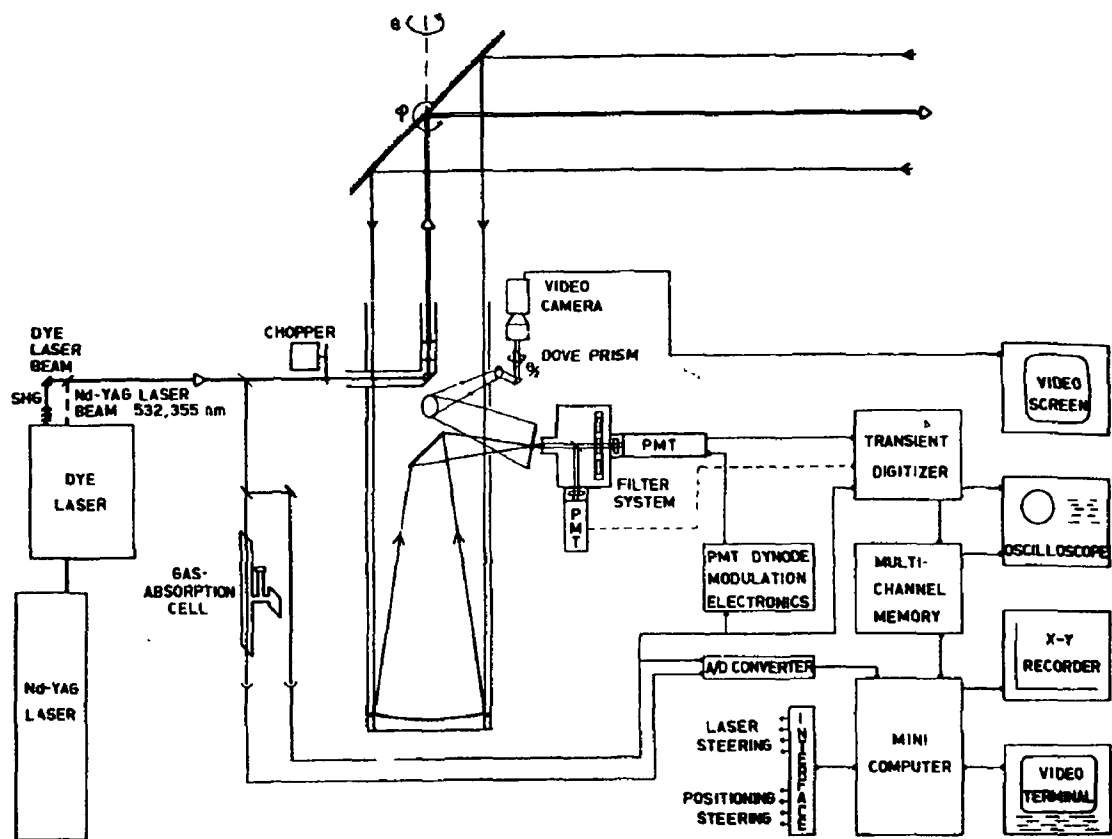 θ
φ
VIDEO
CAMERA
CHOPPER
DYE
LASER
BEAM
DOVE PRISM
SHG
Nd-YAG LASER
BEAM 532,355 nm
VIDEO
SCREEN
PMT
TRANSIENT
DIGITIZER
DYE
LASER
FILTER
SYSTEM
PMT
OSCILLOSCOPE
PMT DYNODE
MODULATION
ELECTRONICS
MULTI-
CHANNEL
MEMORY
GAS-
ABSORPTION
CELL
X-Y
RECORDER
A/D CONVERTER
Nd-YAG
LASER
LASER
STEERING
INTERFACE
MINI
COMPUTER
VIDEO
TERMINAL
POSITIONING
STEERING